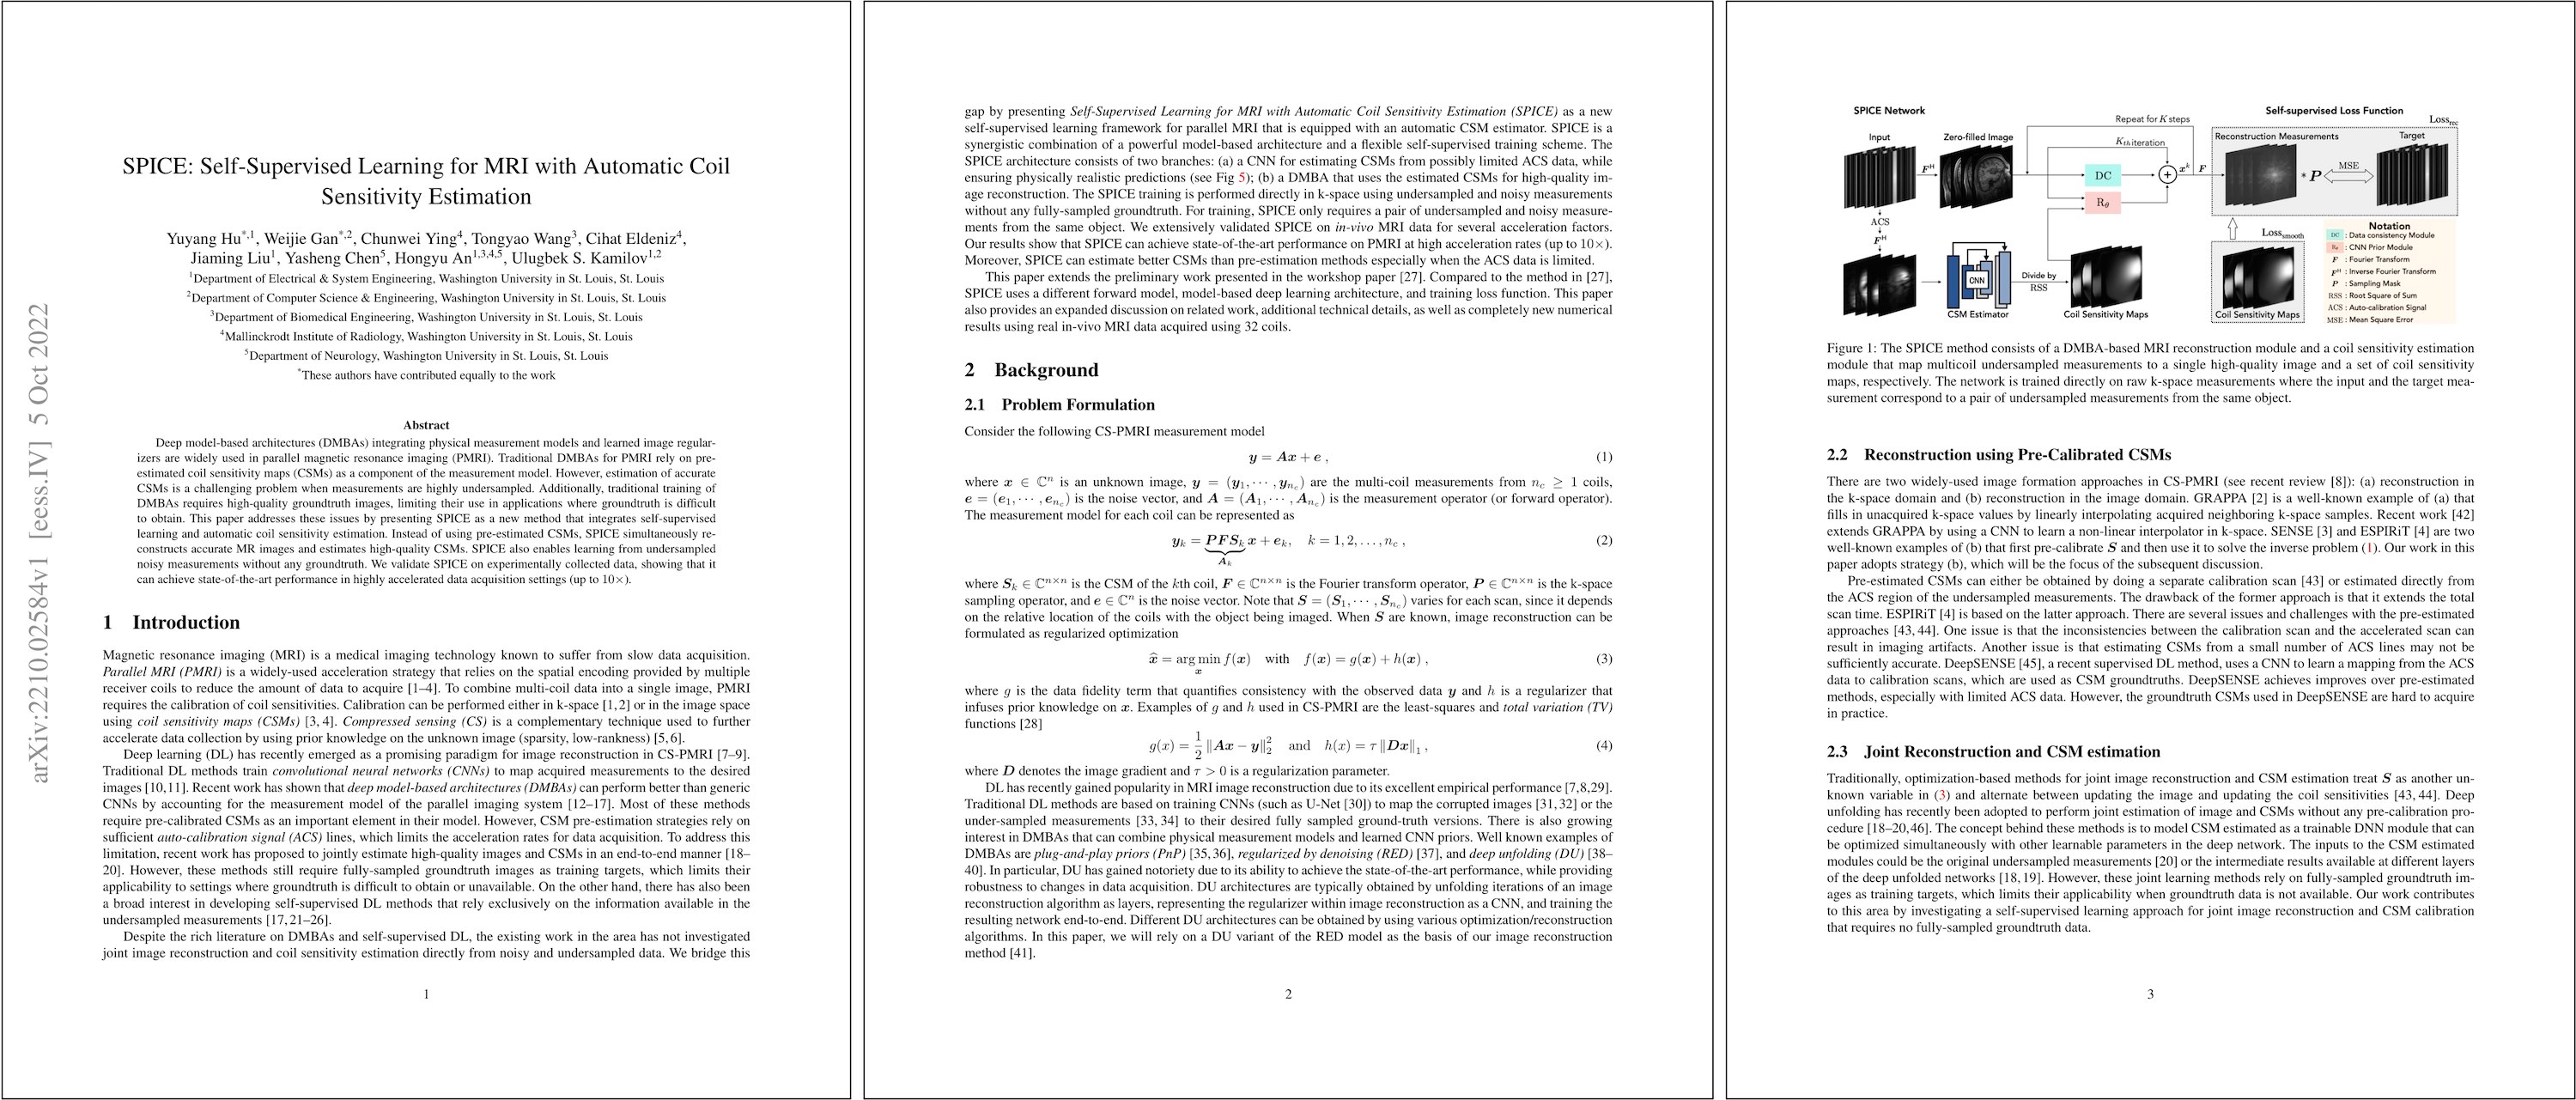 arXiv:2210.02584v1 [eess.IV] 5 Oct 2022
SPICE: Self-Supervised Learning for MRI with Automatic Coil
Sensitivity Estimation
Yuyang Hu*,1, Weijie Gan*,2, Chunwei Ying4, Tongyao Wang3, Cihat Eldeniz4,
Jiaming Liu1, Yasheng Chen5, Hongyu An1,3,4,5, Ulugbek S. Kamilov1,2
1Department of Electrical & System Engineering, Washington University in St. Louis, St. Louis
2Department of Computer Science & Engineering, Washington University in St. Louis, St. Louis
3Department of Biomedical Engineering, Washington University in St. Louis, St. Louis
4Mallinckrodt Institute of Radiology, Washington University in St. Louis, St. Louis
5Department of Neurology, Washington University in St. Louis, St. Louis
*These authors have contributed equally to the work
Abstract
Deep model-based architectures (DMBAs) integrating physical measurement models and learned image regular-
izers are widely used in parallel magnetic resonance imaging (PMRI). Traditional DMBAs for PMRI rely on pre-
estimated coil sensitivity maps (CSMs) as a component of the measurement model. However, estimation of accurate
CSMs is a challenging problem when measurements are highly undersampled. Additionally, traditional training of
DMBAs requires high-quality groundtruth images, limiting their use in applications where groundtruth is difficult
to obtain. This paper addresses these issues by presenting SPICE as a new method that integrates self-supervised
learning and automatic coil sensitivity estimation. Instead of using pre-estimated CSMs, SPICE simultaneously re-
constructs accurate MR images and estimates high-quality CSMs. SPICE also enables learning from undersampled
noisy measurements without any groundtruth. We validate SPICE on experimentally collected data, showing that it
can achieve state-of-the-art performance in highly accelerated data acquisition settings (up to 10×).
1 Introduction
Magnetic resonance imaging (MRI) is a medical imaging technology known to suffer from slow data acquisition.
Parallel MRI (PMRI) is a widely-used acceleration strategy that relies on the spatial encoding provided by multiple
receiver coils to reduce the amount of data to acquire [1–4]. To combine multi-coil data into a single image, PMRI
requires the calibration of coil sensitivities. Calibration can be performed either in k-space [1,2] or in the image space
using coil sensitivity maps (CSMs) [3, 4]. Compressed sensing (CS) is a complementary technique used to further
accelerate data collection by using prior knowledge on the unknown image (sparsity, low-rankness) [5,6].
Deep learning (DL) has recently emerged as a promising paradigm for image reconstruction in CS-PMRI [7–9].
Traditional DL methods train convolutional neural networks (CNNs) to map acquired measurements to the desired
images [10,11]. Recent work has shown that deep model-based architectures (DMBAs) can perform better than generic
CNNs by accounting for the measurement model of the parallel imaging system [12–17]. Most of these methods
require pre-calibrated CSMs as an important element in their model. However, CSM pre-estimation strategies rely on
sufficient auto-calibration signal (ACS) lines, which limits the acceleration rates for data acquisition. To address this
limitation, recent work has proposed to jointly estimate high-quality images and CSMs in an end-to-end manner [18–
20]. However, these methods still require fully-sampled groundtruth images as training targets, which limits their
applicability to settings where groundtruth is difficult to obtain or unavailable. On the other hand, there has also been
a broad interest in developing self-supervised DL methods that rely exclusively on the information available in the
undersampled measurements [17,21–26].
Despite the rich literature on DMBAs and self-supervised DL, the existing work in the area has not investigated
joint image reconstruction and coil sensitivity estimation directly from noisy and undersampled data. We bridge this
1
gap by presenting Self-Supervised Learning for MRI with Automatic Coil Sensitivity Estimation (SPICE) as a new
self-supervised learning framework for parallel MRI that is equipped with an automatic CSM estimator. SPICE is a
synergistic combination of a powerful model-based architecture and a flexible self-supervised training scheme. The
SPICE architecture consists of two branches: (a) a CNN for estimating CSMs from possibly limited ACS data, while
ensuring physically realistic predictions (see Fig 5); (b) a DMBA that uses the estimated CSMs for high-quality im-
age reconstruction. The SPICE training is performed directly in k-space using undersampled and noisy measurements
without any fully-sampled groundtruth. For training, SPICE only requires a pair of undersampled and noisy measure-
ments from the same object. We extensively validated SPICE on in-vivo MRI data for several acceleration factors.
Our results show that SPICE can achieve state-of-the-art performance on PMRI at high acceleration rates (up to 10×).
Moreover, SPICE can estimate better CSMs than pre-estimation methods especially when the ACS data is limited.
This paper extends the preliminary work presented in the workshop paper [27]. Compared to the method in [27],
SPICE uses a different forward model, model-based deep learning architecture, and training loss function. This paper
also provides an expanded discussion on related work, additional technical details, as well as completely new numerical
results using real in-vivo MRI data acquired using 32 coils.
2 Background
2.1 Problem Formulation
Consider the following CS-PMRI measurement model
y = Ax + e , (1)
where x ∈ ℂⁿ is an unknown image, y = (y₁, ⋯ , y_{n_c}) are the multi-coil measurements from n_c ≥ 1 coils,
e = (e₁, ⋯ , e_{n_c}) is the noise vector, and A = (A₁, ⋯ , A_{n_c}) is the measurement operator (or forward operator).
The measurement model for each coil can be represented as
y_k = PFS_k x + e_k, k = 1, 2, . . . , n_c , (2)
A_k
where S_k ∈ ℂ^{n×n} is the CSM of the kth coil, F ∈ ℂ^{n×n} is the Fourier transform operator, P ∈ ℂ^{n×n} is the k-space
sampling operator, and e ∈ ℂⁿ is the noise vector. Note that S = (S₁, ⋯ , S_{n_c}) varies for each scan, since it depends
on the relative location of the coils with the object being imaged. When S are known, image reconstruction can be
formulated as regularized optimization
x̂ = arg min_x f(x) with f(x) = g(x) + h(x) , (3)
where g is the data fidelity term that quantifies consistency with the observed data y and h is a regularizer that
infuses prior knowledge on x. Examples of g and h used in CS-PMRI are the least-squares and total variation (TV)
functions [28]
g(x) = 1/2 ‖Ax − y‖₂² and h(x) = τ ‖Dx‖₁ , (4)
where D denotes the image gradient and τ > 0 is a regularization parameter.
DL has recently gained popularity in MRI image reconstruction due to its excellent empirical performance [7,8,29].
Traditional DL methods are based on training CNNs (such as U-Net [30]) to map the corrupted images [31,32] or the
under-sampled measurements [33, 34] to their desired fully sampled ground-truth versions. There is also growing
interest in DMBAs that can combine physical measurement models and learned CNN priors. Well known examples of
DMBAs are plug-and-play priors (PnP) [35,36], regularized by denoising (RED) [37], and deep unfolding (DU) [38–
40]. In particular, DU has gained notoriety due to its ability to achieve the state-of-the-art performance, while providing
robustness to changes in data acquisition. DU architectures are typically obtained by unfolding iterations of an image
reconstruction algorithm as layers, representing the regularizer within image reconstruction as a CNN, and training the
resulting network end-to-end. Different DU architectures can be obtained by using various optimization/reconstruction
algorithms. In this paper, we will rely on a DU variant of the RED model as the basis of our image reconstruction
method [41].
2
SPICE Network
Self-supervised Loss Function
Repeat for K steps
Loss_rec
Input
Zero-filled Image
K_th iteration
Reconstruction Measurements
Target
F^H
DC
R_θ
+
x^k
F
* P
MSE
ACS
F^H
CNN
CSM Estimator
Divide by
RSS
Coil Sensitivity Maps
Loss_smooth
Coil Sensitivity Maps
Notation
DC : Data consistency Module
R_θ : CNN Prior Module
F : Fourier Transform
F^H : Inverse Fourier Transform
P : Sampling Mask
RSS : Root Square of Sum
ACS : Auto-calibration Signal
MSE : Mean Square Error
Figure 1: The SPICE method consists of a DMBA-based MRI reconstruction module and a coil sensitivity estimation
module that map multicoil undersampled measurements to a single high-quality image and a set of coil sensitivity
maps, respectively. The network is trained directly on raw k-space measurements where the input and the target mea-
surement correspond to a pair of undersampled measurements from the same object.
2.2 Reconstruction using Pre-Calibrated CSMs
There are two widely-used image formation approaches in CS-PMRI (see recent review [8]): (a) reconstruction in
the k-space domain and (b) reconstruction in the image domain. GRAPPA [2] is a well-known example of (a) that
fills in unacquired k-space values by linearly interpolating acquired neighboring k-space samples. Recent work [42]
extends GRAPPA by using a CNN to learn a non-linear interpolator in k-space. SENSE [3] and ESPIRiT [4] are two
well-known examples of (b) that first pre-calibrate S and then use it to solve the inverse problem (1). Our work in this
paper adopts strategy (b), which will be the focus of the subsequent discussion.
Pre-estimated CSMs can either be obtained by doing a separate calibration scan [43] or estimated directly from
the ACS region of the undersampled measurements. The drawback of the former approach is that it extends the total
scan time. ESPIRiT [4] is based on the latter approach. There are several issues and challenges with the pre-estimated
approaches [43,44]. One issue is that the inconsistencies between the calibration scan and the accelerated scan can
result in imaging artifacts. Another issue is that estimating CSMs from a small number of ACS lines may not be
sufficiently accurate. DeepSENSE [45], a recent supervised DL method, uses a CNN to learn a mapping from the ACS
data to calibration scans, which are used as CSM groundtruths. DeepSENSE achieves improves over pre-estimated
methods, especially with limited ACS data. However, the groundtruth CSMs used in DeepSENSE are hard to acquire
in practice.
2.3 Joint Reconstruction and CSM estimation
Traditionally, optimization-based methods for joint image reconstruction and CSM estimation treat S as another un-
known variable in (3) and alternate between updating the image and updating the coil sensitivities [43, 44]. Deep
unfolding has recently been adopted to perform joint estimation of image and CSMs without any pre-calibration pro-
cedure [18–20,46]. The concept behind these methods is to model CSM estimated as a trainable DNN module that can
be optimized simultaneously with other learnable parameters in the deep network. The inputs to the CSM estimated
modules could be the original undersampled measurements [20] or the intermediate results available at different layers
of the deep unfolded networks [18, 19]. However, these joint learning methods rely on fully-sampled groundtruth im-
ages as training targets, which limits their applicability when groundtruth data is not available. Our work contributes
to this area by investigating a self-supervised learning approach for joint image reconstruction and CSM calibration
that requires no fully-sampled groundtruth data.
3